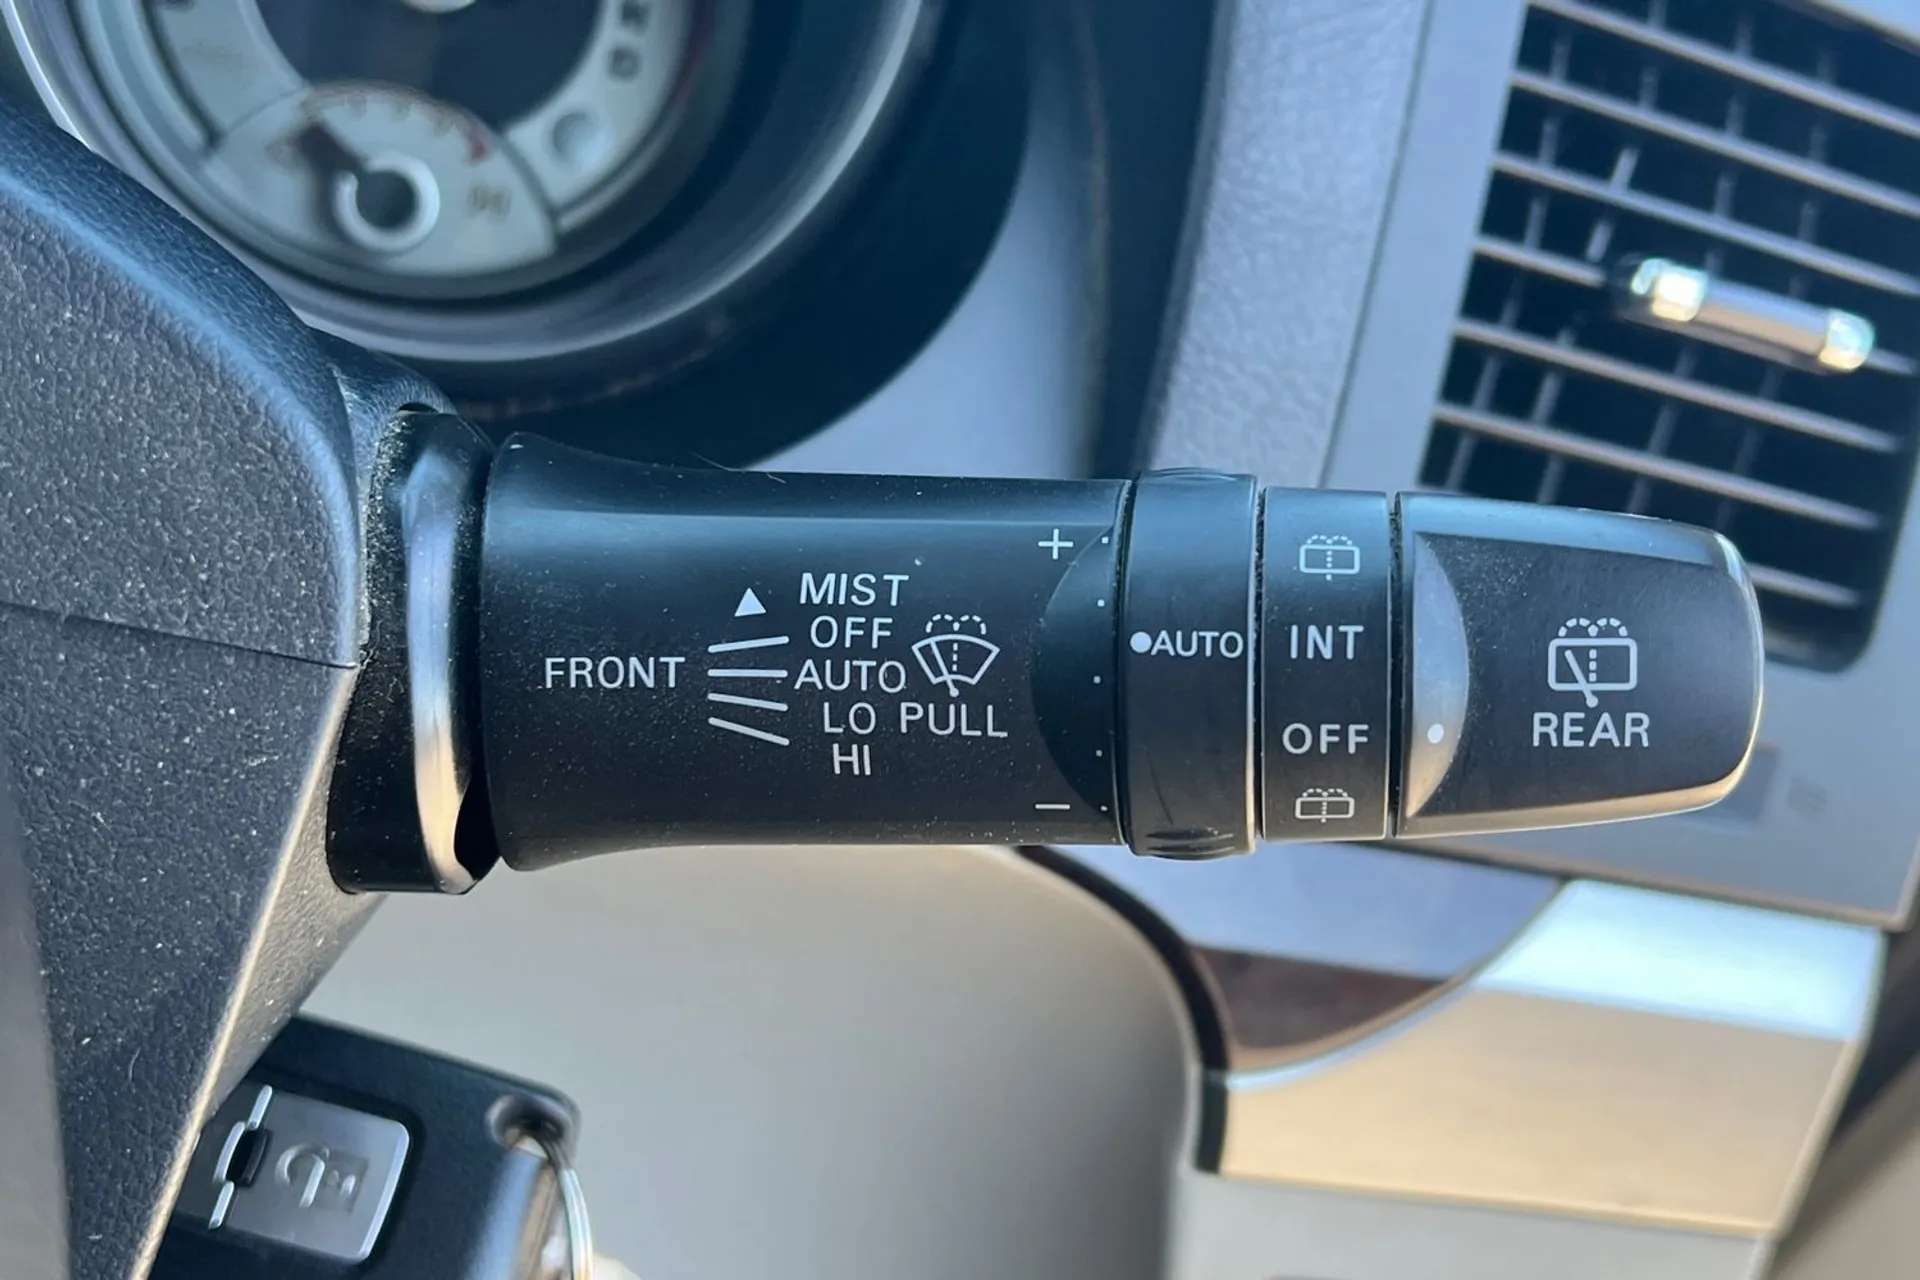 FRONT
MIST
OFF
AUTO
LO PULL
HI
+
−
●AUTO
INT
OFF
REAR